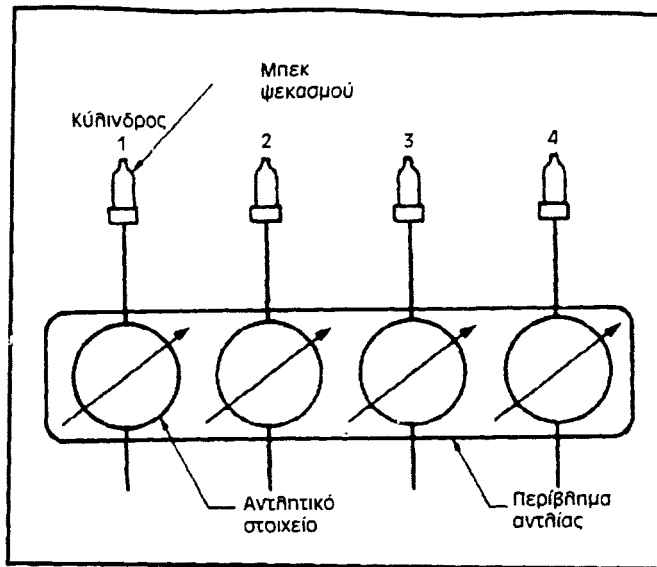 Μπεκ
ψεκασμού
Κύλινδρος
1 2 3 4
Αντλητικό
στοιχείο
Περίβλημα
αντλίας